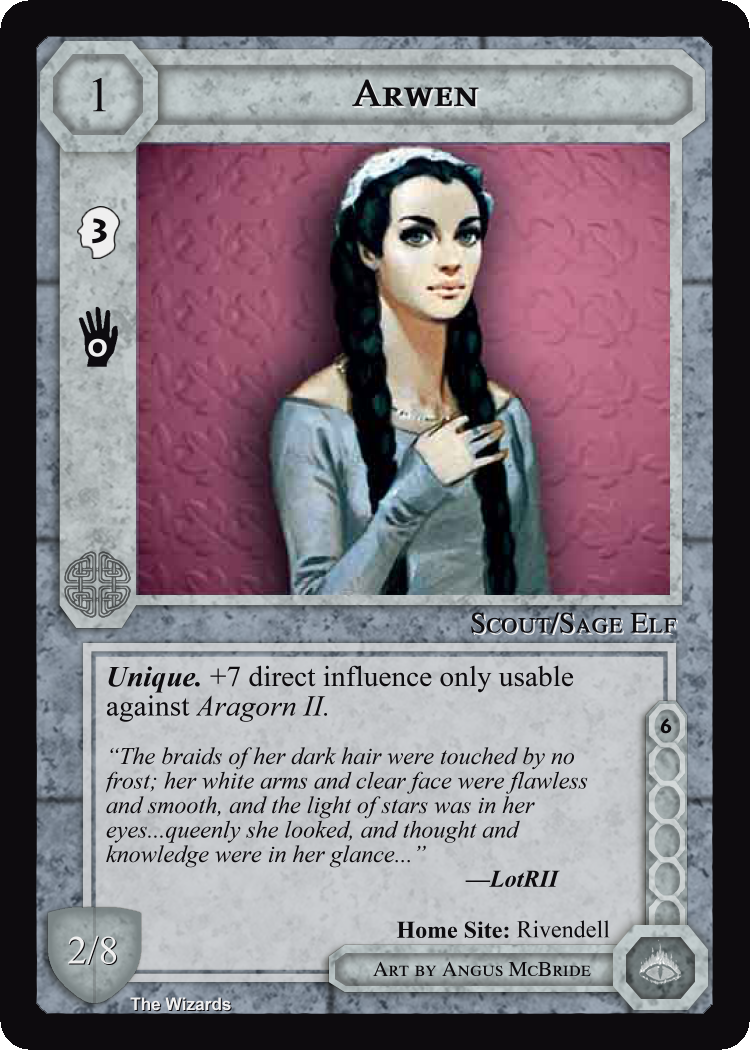 1
Arwen
3
0
Scout/Sage Elf
Unique. +7 direct influence only usable
against Aragorn II.
6
“The braids of her dark hair were touched by no
frost; her white arms and clear face were flawless
and smooth, and the light of stars was in her
eyes...queenly she looked, and thought and
knowledge were in her glance...”
—LotRII
Home Site: Rivendell
2/8
Art by Angus McBride
The Wizards